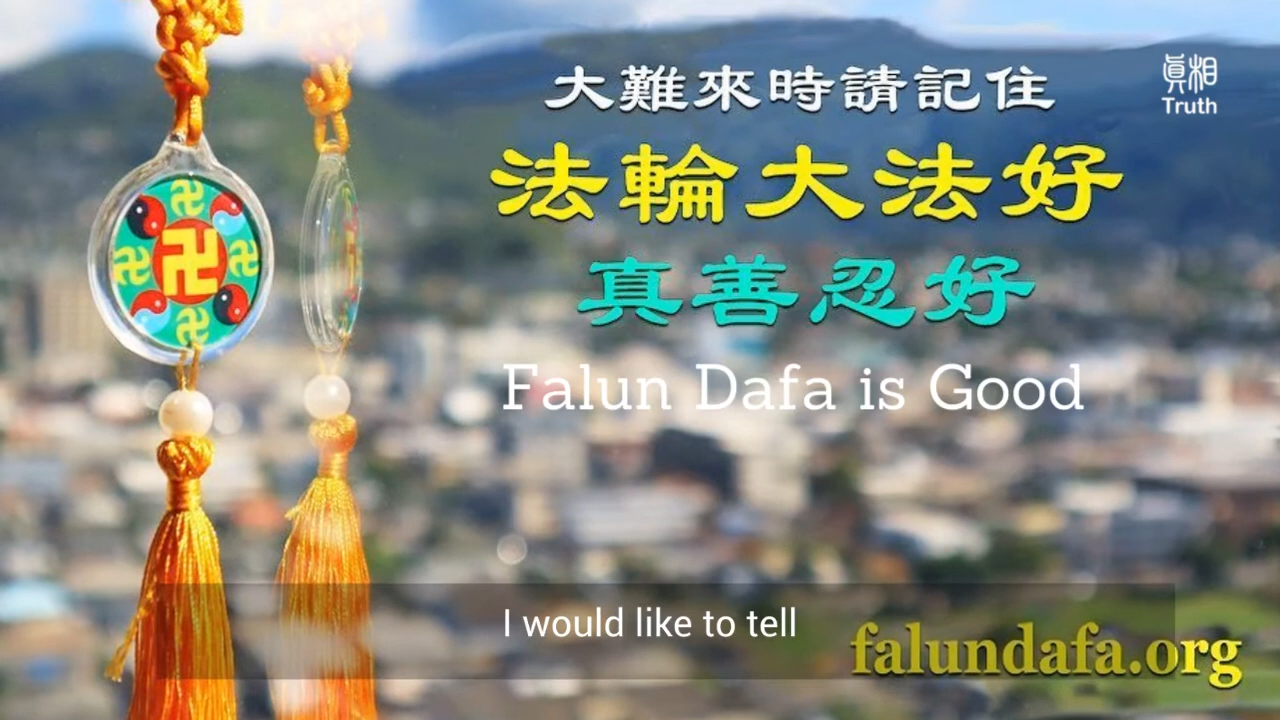 大難來時請記住
眞相
Truth
法輪大法好
真善忍好
Falun Dafa is Good
I would like to tell
falundafa.org